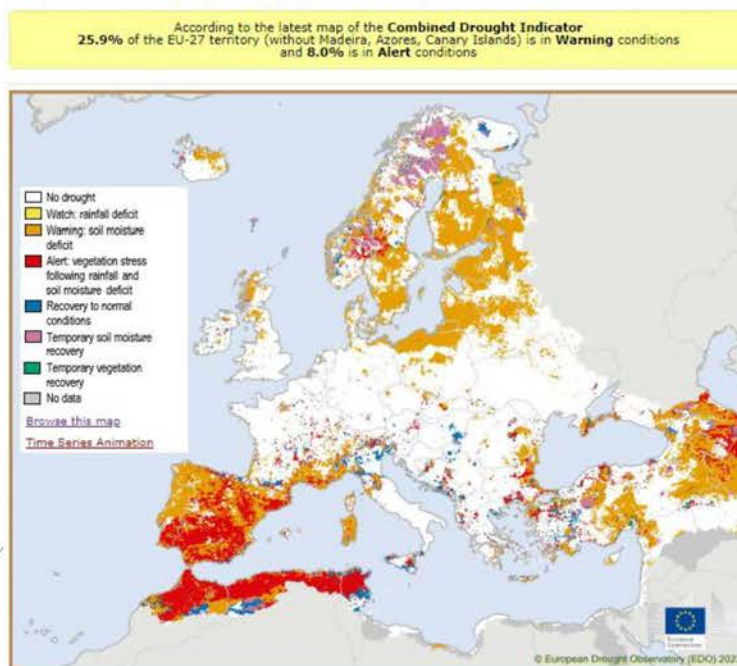 According to the latest map of the Combined Drought Indicator
25.9% of the EU-27 territory (without Madeira, Azores, Canary Islands) is in Warning conditions
and 8.0% is in Alert conditions
No drought
Watch: rainfall deficit
Warning: soil moisture
deficit
Alert: vegetation stress
following rainfall and
soil moisture deficit
Recovery to normal
conditions
Temporary soil moisture
recovery
Temporary vegetation
recovery
No data
Browse this map
Time Series Animation
European
Commission
© European Drought Observatory (EDO)